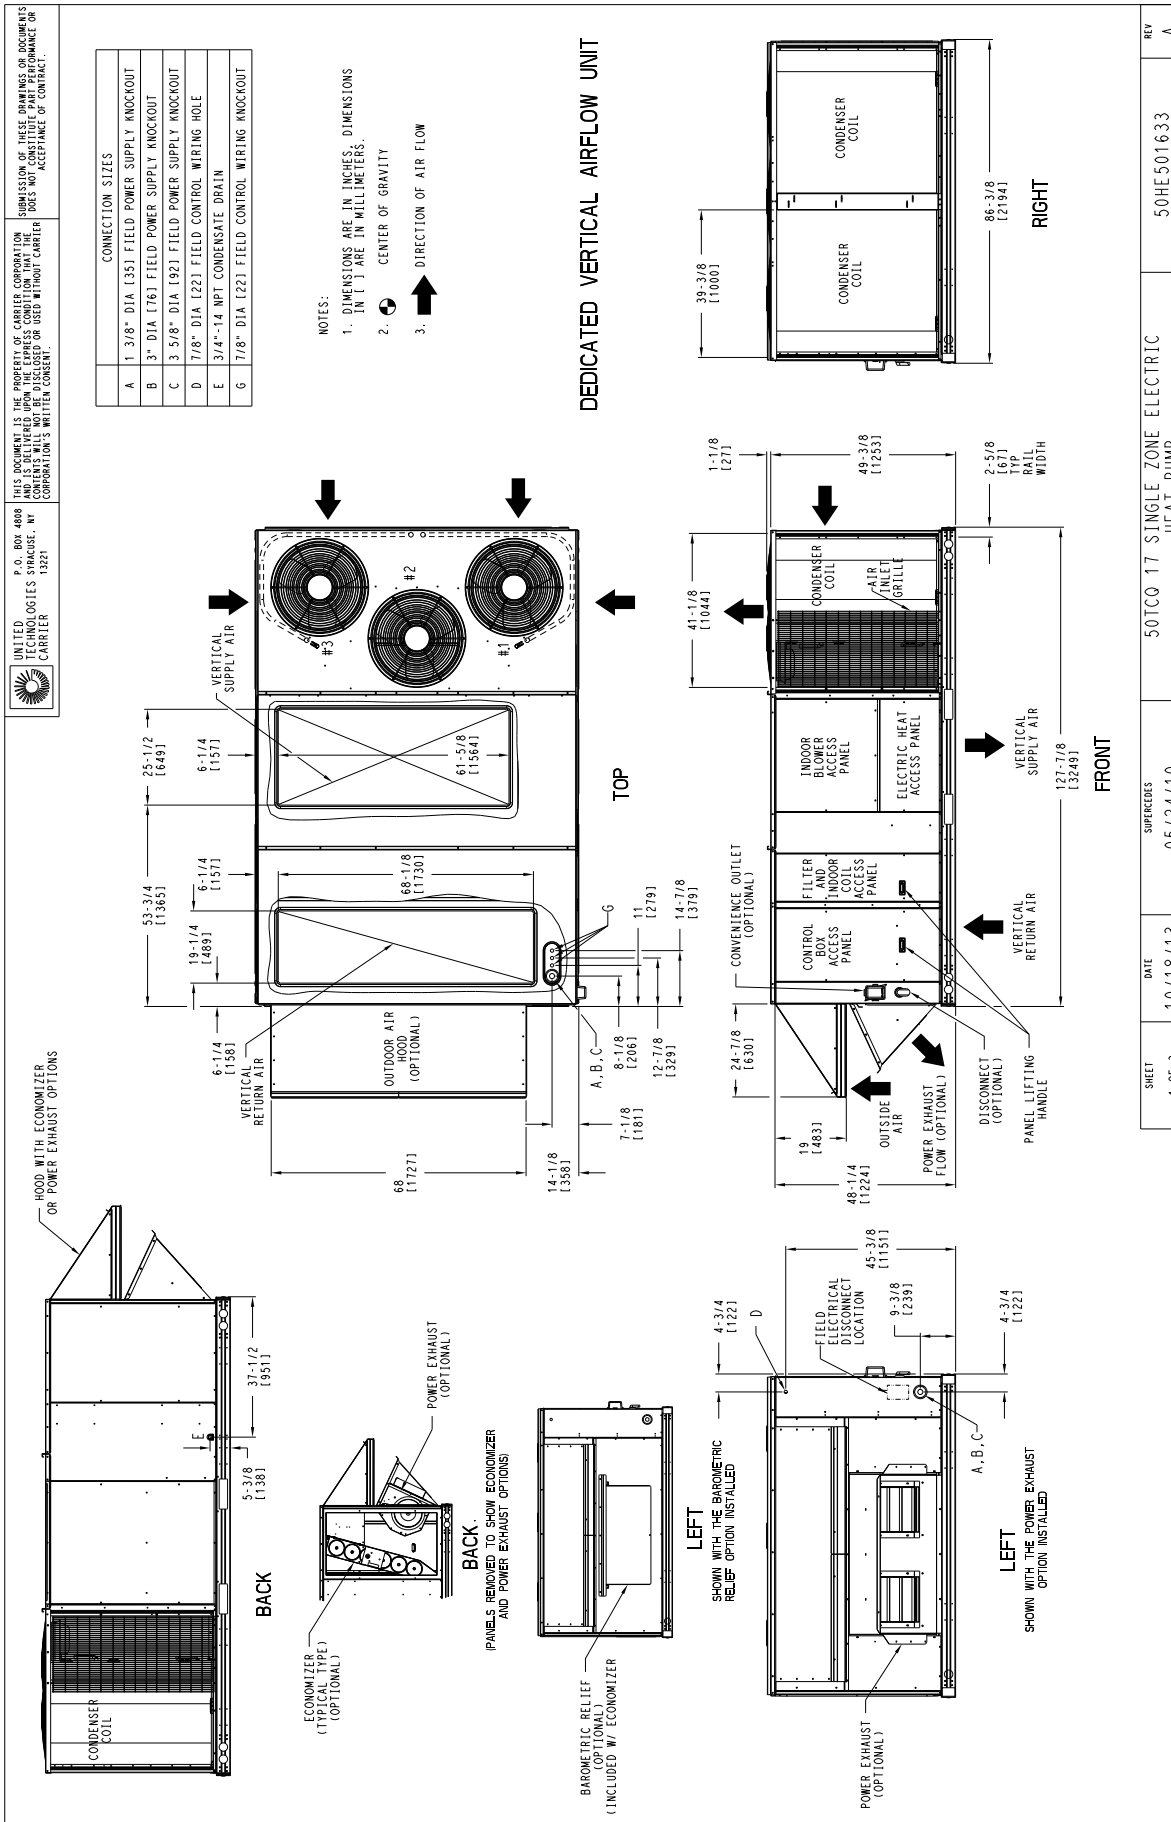 UNITED
TECHNOLOGIES
CARRIER
P.O. BOX 4808
SYRACUSE, NY
13221
THIS DOCUMENT IS THE PROPERTY OF CARRIER CORPORATION
AND IS DELIVERED UPON THE EXPRESS CONDITION THAT THE
CONTENTS WILL NOT BE DISCLOSED OR USED WITHOUT CARRIER
CORPORATION'S WRITTEN CONSENT.
SUBMISSION OF THESE DRAWINGS OR DOCUMENTS
DOES NOT CONSTITUTE PART PERFORMANCE OR
ACCEPTANCE OF CONTRACT.
CONNECTION SIZES
A 1 3/8" DIA [35] FIELD POWER SUPPLY KNOCKOUT
B 3" DIA [76] FIELD POWER SUPPLY KNOCKOUT
C 3 5/8" DIA [92] FIELD POWER SUPPLY KNOCKOUT
D 7/8" DIA [22] FIELD CONTROL WIRING HOLE
E 3/4"-14 NPT CONDENSATE DRAIN
G 7/8" DIA [22] FIELD CONTROL WIRING KNOCKOUT
NOTES:
1. DIMENSIONS ARE IN INCHES, DIMENSIONS
IN [ ] ARE IN MILLIMETERS.
2. CENTER OF GRAVITY
3. DIRECTION OF AIR FLOW
DEDICATED VERTICAL AIRFLOW UNIT
HOOD WITH ECONOMIZER
OR POWER EXHAUST OPTIONS
CONDENSER
COIL
E
5-3/8
[138]
37-1/2
[951]
BACK
ECONOMIZER
(TYPICAL TYPE)
(OPTIONAL)
POWER EXHAUST
(OPTIONAL)
BACK
(PANELS REMOVED TO SHOW ECONOMIZER
AND POWER EXHAUST OPTIONS)
BAROMETRIC RELIEF
(OPTIONAL)
(INCLUDED W/ ECONOMIZER
LEFT
SHOWN WITH THE BAROMETRIC
RELIEF OPTION INSTALLED
4-3/4
[122]
D
FIELD
ELECTRICAL
DISCONNECT
LOCATION
45-3/8
[1151]
9-3/8
[239]
4-3/4
[122]
A,B,C
POWER EXHAUST
(OPTIONAL)
LEFT
SHOWN WITH THE POWER EXHAUST
OPTION INSTALLED
6-1/4
[158]
VERTICAL
RETURN AIR
19-1/4
[489]
53-3/4
[1365]
6-1/4
[157]
25-1/2
[649]
6-1/4
[157]
VERTICAL
SUPPLY AIR
61-5/8
[1564]
68-1/8
[1730]
OUTDOOR AIR
HOOD
(OPTIONAL)
68
[1727]
14-1/8
[358]
7-1/8
[181]
A,B,C
8-1/8
[206]
12-7/8
[329]
G
11
[279]
14-7/8
[379]
#1
#2
#3
TOP
24-7/8
[630]
CONVENIENCE OUTLET
(OPTIONAL)
19
[483]
48-1/4
[1224]
OUTSIDE
AIR
POWER EXHAUST
FLOW (OPTIONAL)
DISCONNECT
(OPTIONAL)
PANEL LIFTING
HANDLE
CONTROL
BOX
ACCESS
PANEL
FILTER
AND
INDOOR
COIL
ACCESS
PANEL
INDOOR
BLOWER
ACCESS
PANEL
ELECTRIC HEAT
ACCESS PANEL
CONDENSER
COIL
AIR
INLET
GRILLE
41-1/8
[1044]
1-1/8
[27]
49-3/8
[1253]
2-5/8
[67]
TYP
RAIL
WIDTH
VERTICAL
RETURN AIR
VERTICAL
SUPPLY AIR
127-7/8
[3249]
FRONT
39-3/8
[1000]
CONDENSER
COIL
CONDENSER
COIL
86-3/8
[2194]
RIGHT
SHEET
DATE
SUPERCEDES
50TCQ 17 SINGLE ZONE ELECTRIC
HEAT PUMP
50HE501633
REV
A